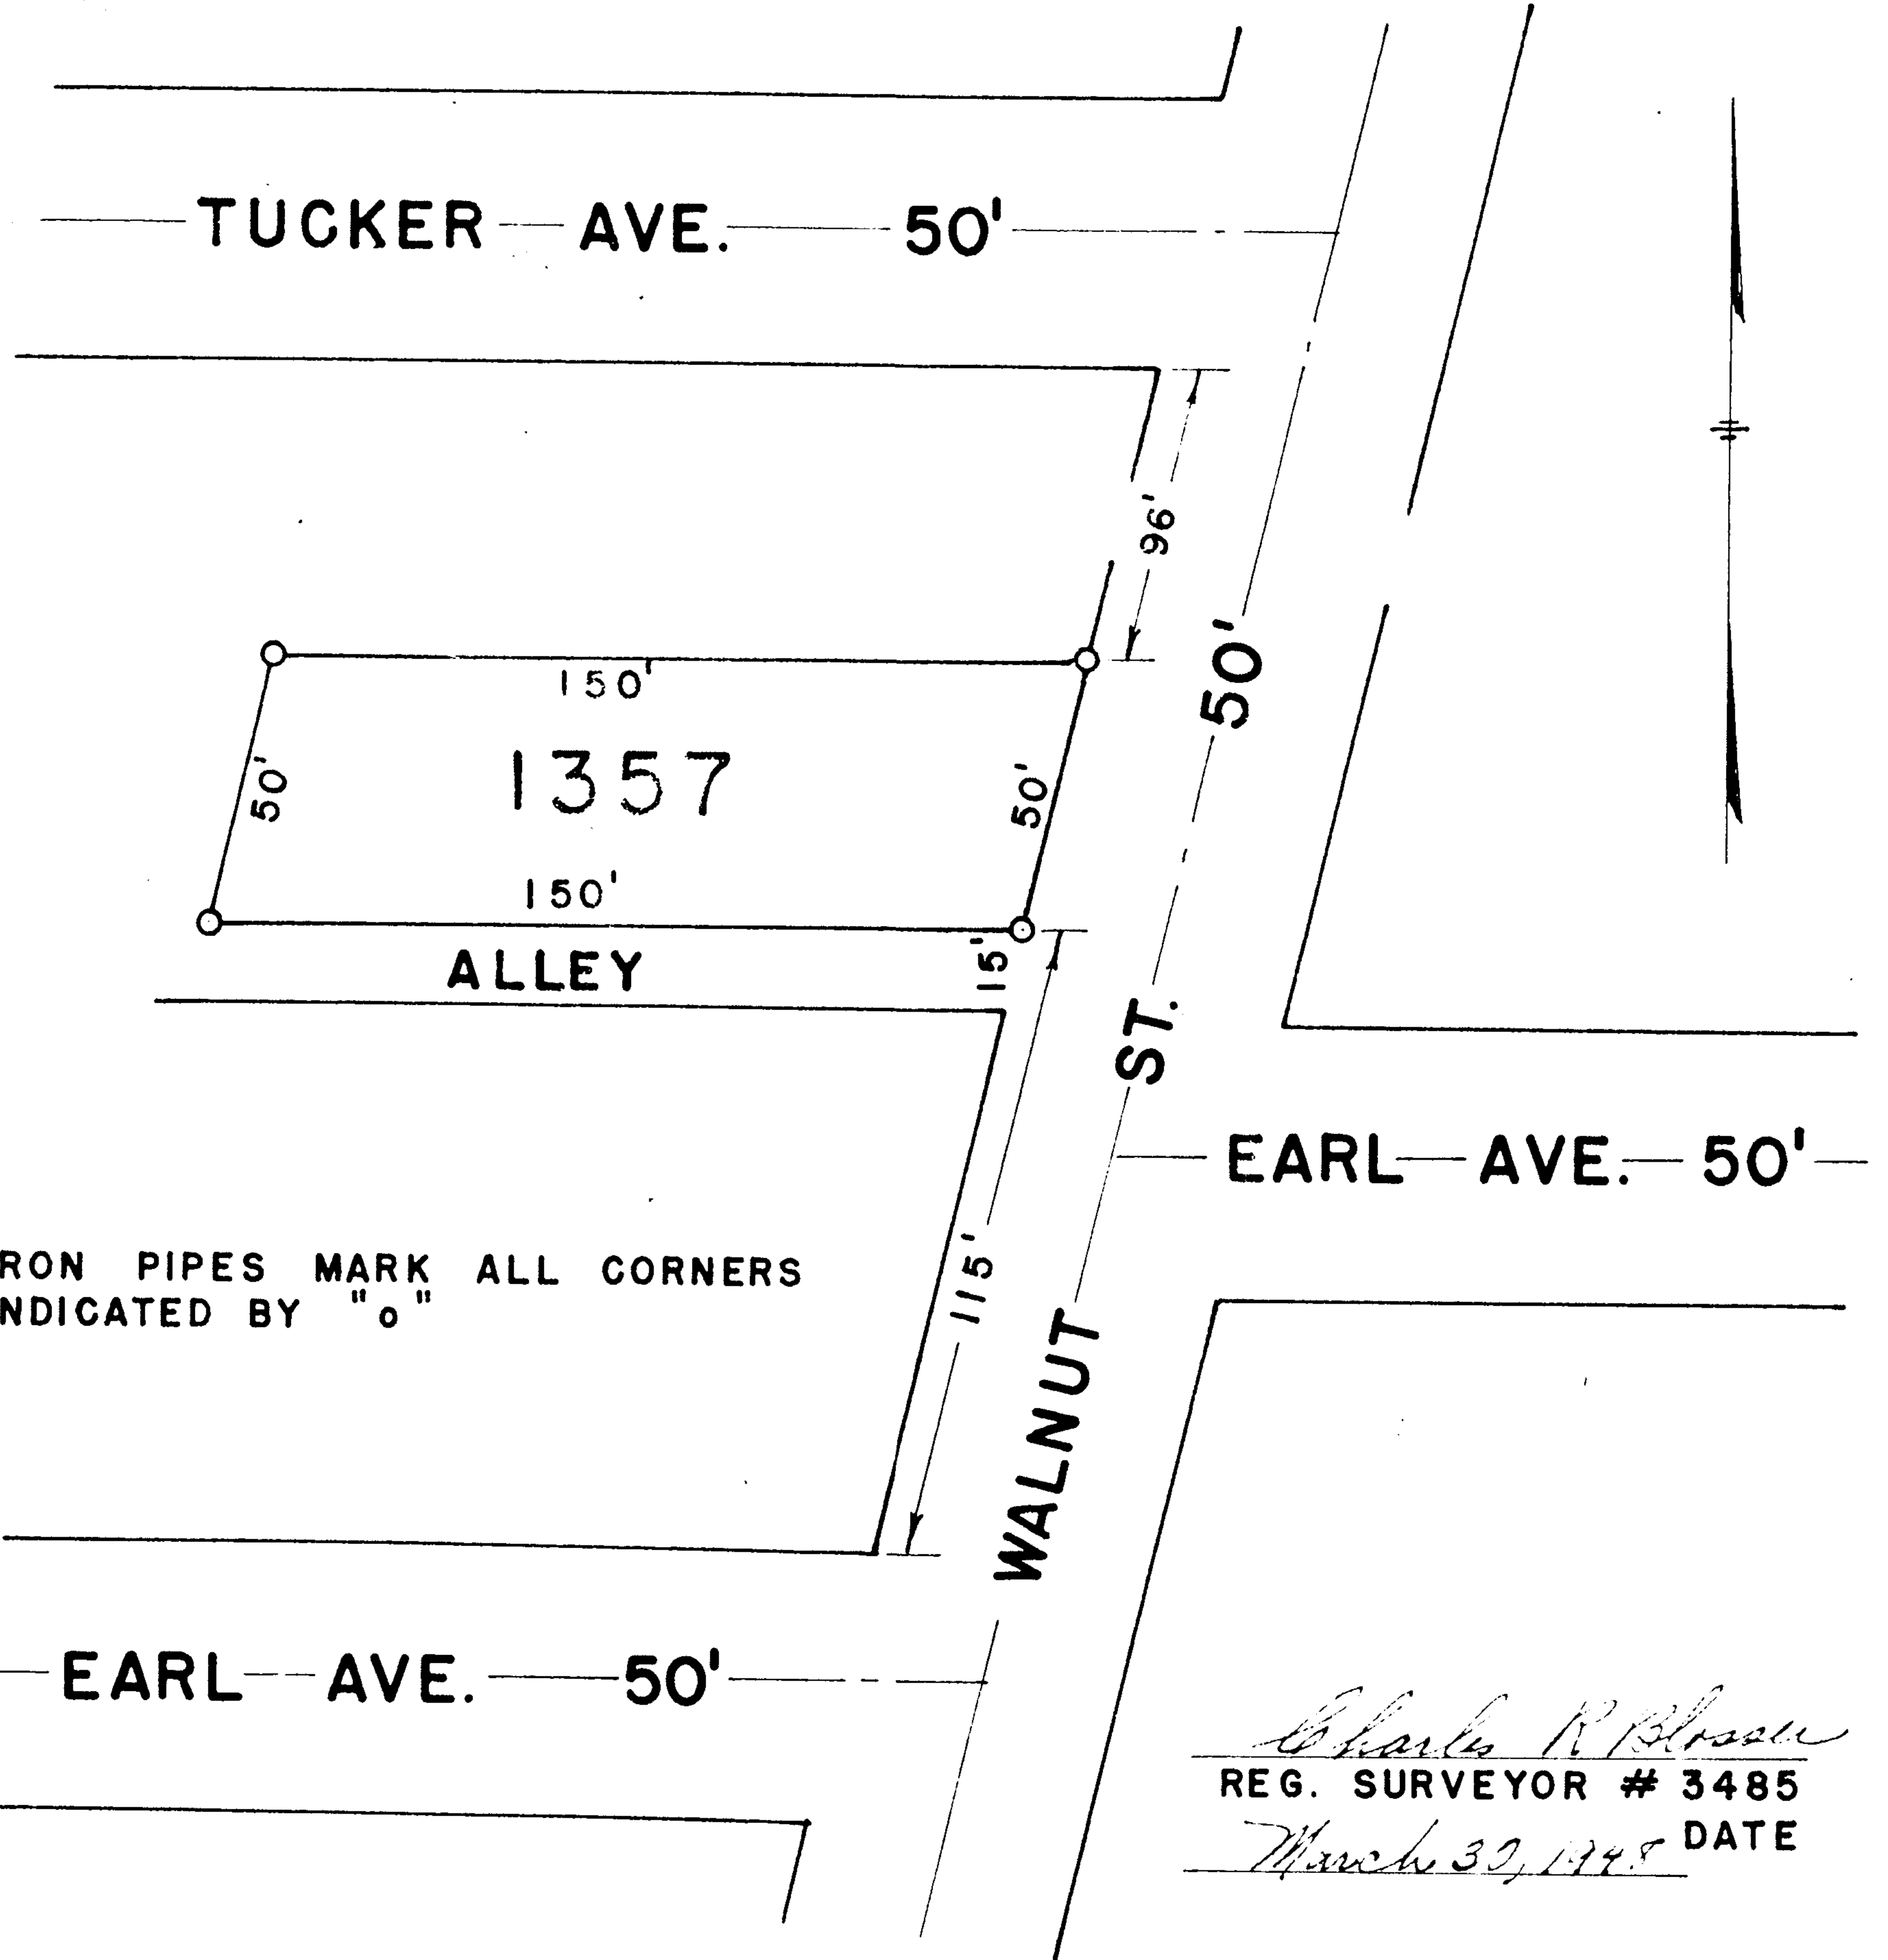 TUCKER AVE. 50'
96'
50'
150'
1357
50'
50'
150'
15'
ALLEY
ST.
EARL AVE. 50'
115'
RON PIPES MARK ALL CORNERS
NDICATED BY "o"
WALNUT
EARL AVE. 50'
Charles R Blosser
REG. SURVEYOR # 3485
March 1948 DATE